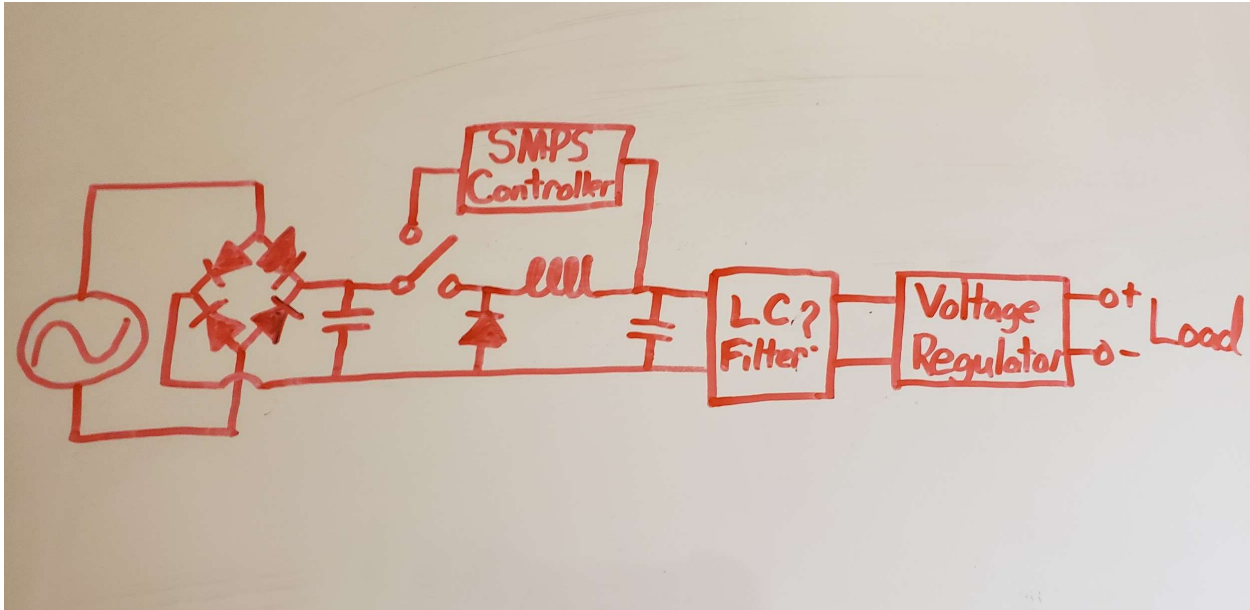 SMPS
Controller
LC?
Filter
Voltage
Regulator
+
-
Load